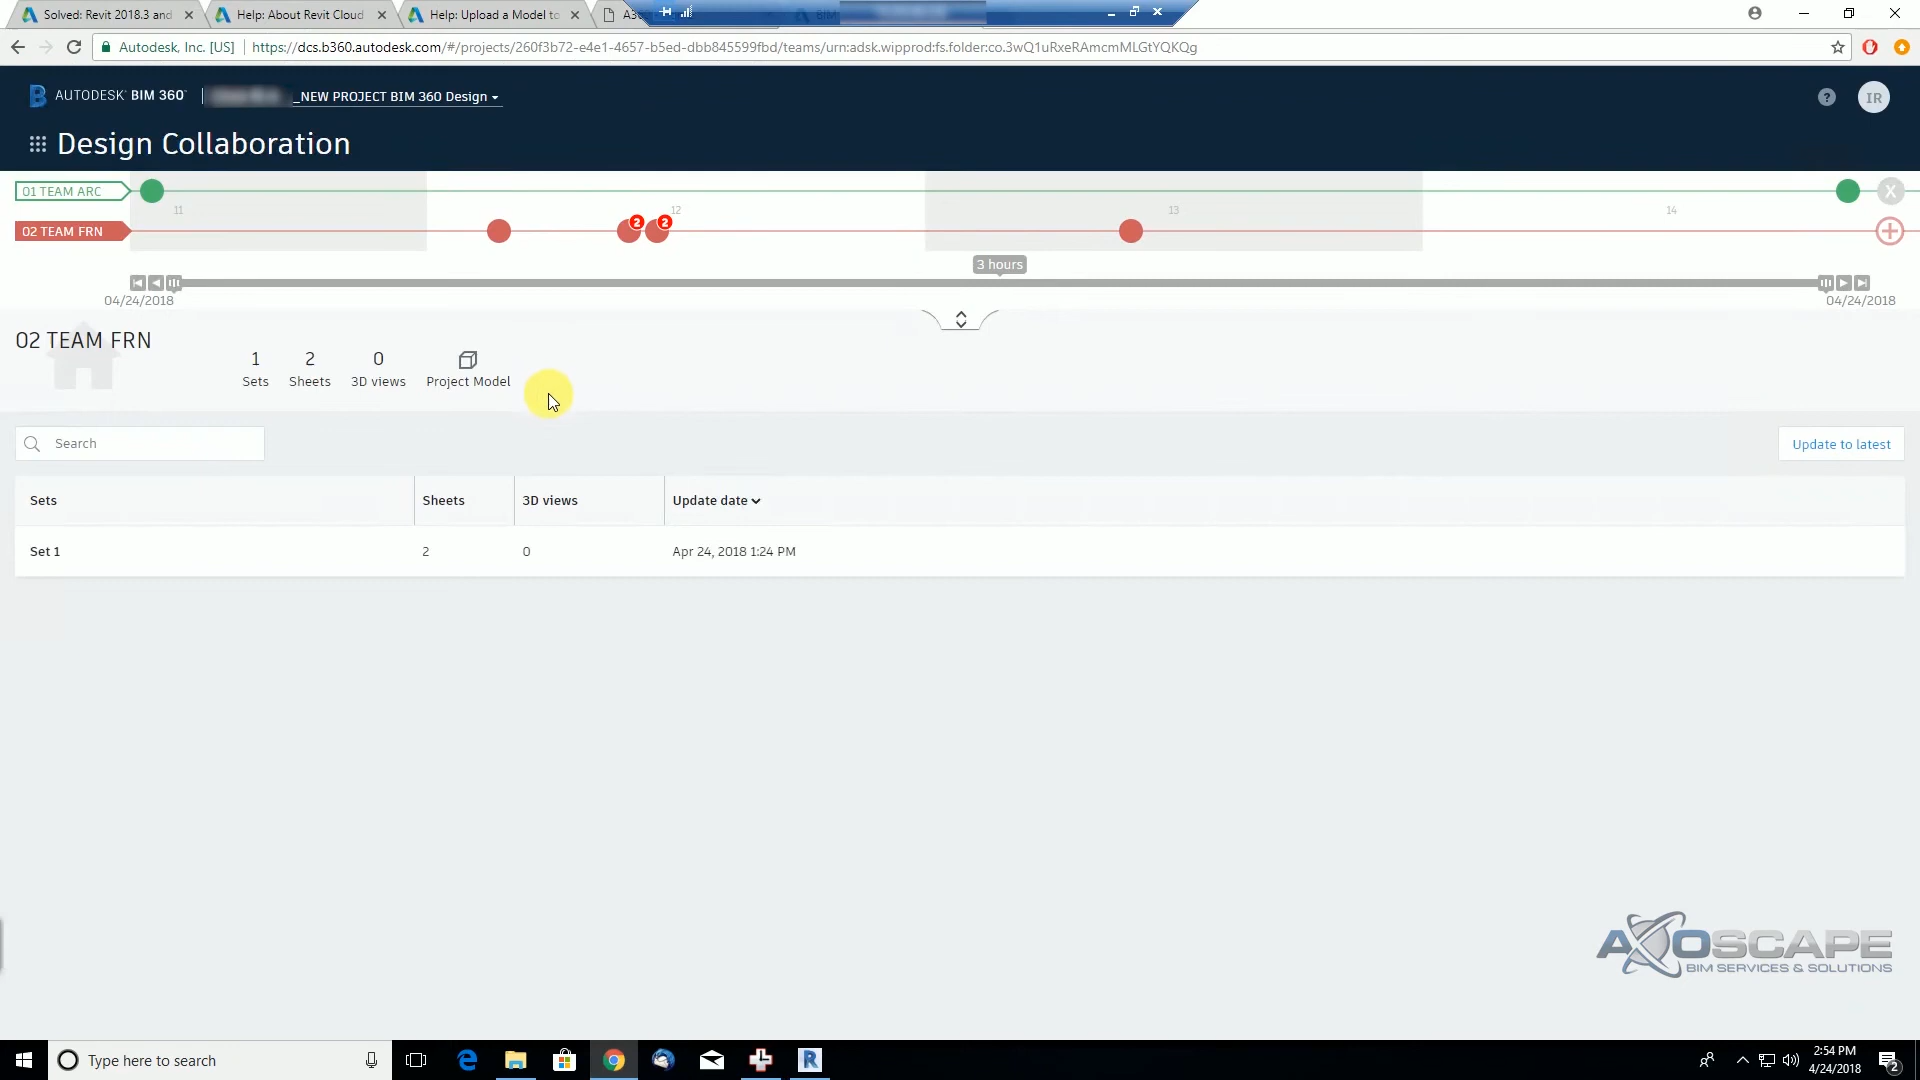 Solved: Revit 2018.3 and
Help: About Revit Cloud
Help: Upload a Model to
A36
BIM
Autodesk, Inc. [US]
https://dcs.b360.autodesk.com/#/projects/260f3b72-e4e1-4657-b5ed-dbb845599fbd/teams/urn:adsk.wipprod:fs.folder:co.3wQ1uRxeRAmcmMLGtYQKQg
AUTODESK® BIM 360™
_NEW PROJECT BIM 360 Design
?
IR
Design Collaboration
01 TEAM ARC
X
11
12
13
14
02 TEAM FRN
2
2
3 hours
04/24/2018
04/24/2018
02 TEAM FRN
1
2
0
Sets
Sheets
3D views
Project Model
Search
Update to latest
Sets
Sheets
3D views
Update date
Set 1
2
0
Apr 24, 2018 1:24 PM
AXOSCAPE
BIM SERVICES & SOLUTIONS
Type here to search
R
2:54 PM
4/24/2018
2